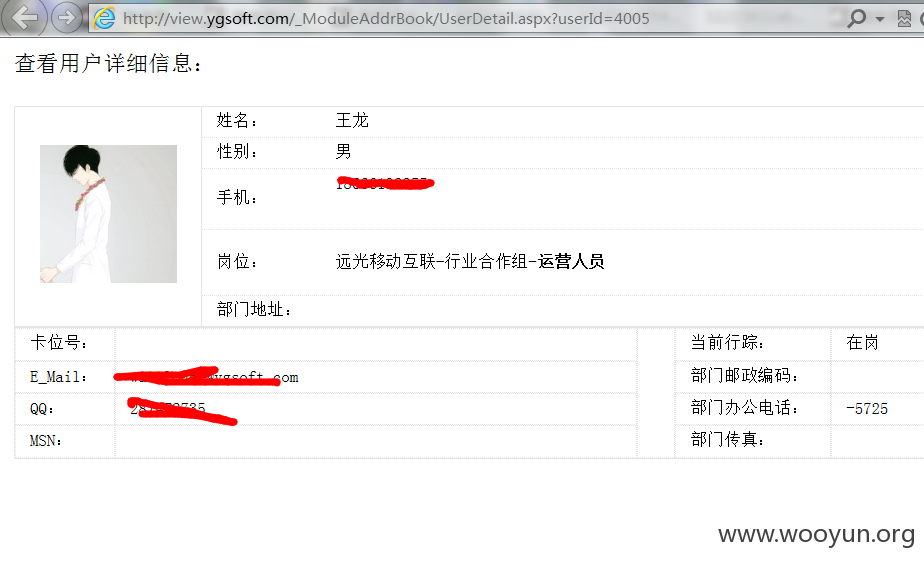 http://view.ygsoft.com/_ModuleAddrBook/UserDetail.aspx?userId=4005
查看用户详细信息:
姓名: 王龙
性别: 男
手机:
岗位: 远光移动互联-行业合作组-运营人员
部门地址:
卡位号: 当前行踪: 在岗
E_Mail: ygsoft.com 部门邮政编码:
QQ: 部门办公电话: -5725
MSN: 部门传真:
www.wooyun.org